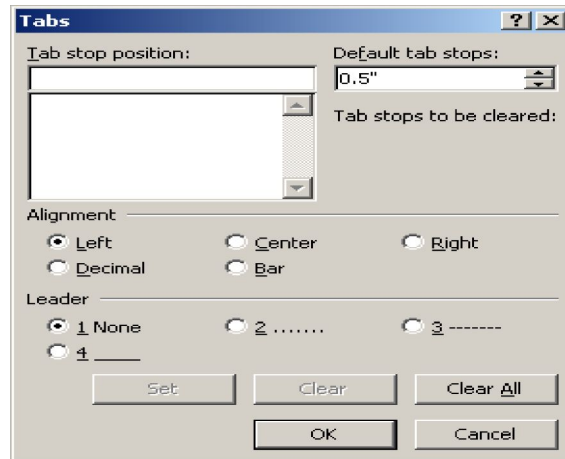 Tabs
Tab stop position: Default tab stops:
0.5"
Tab stops to be cleared:
Alignment
Left Center Right
Decimal Bar
Leader
1 None 2 ....... 3 -------
4 ____
Set Clear Clear All
OK Cancel